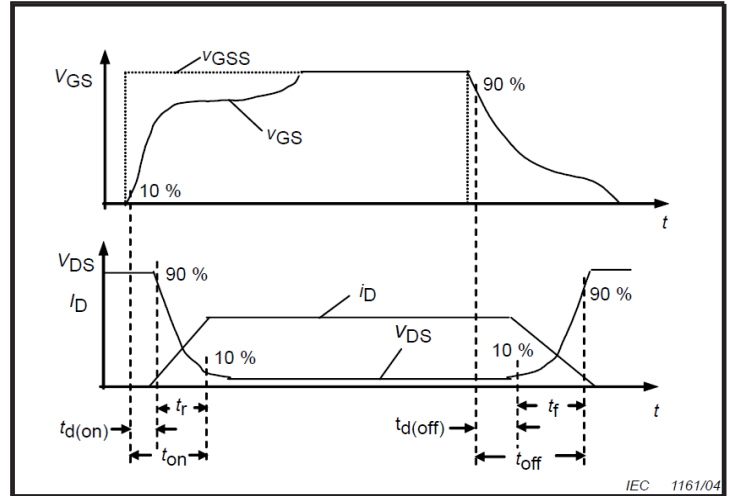 vGSS
VGS
90 %
vGS
10 %
t
VDS
90 %
ID
iD
90 %
VDS
10 %
10 %
tr
tf
t
td(on)
td(off)
ton
toff
IEC 1161/04